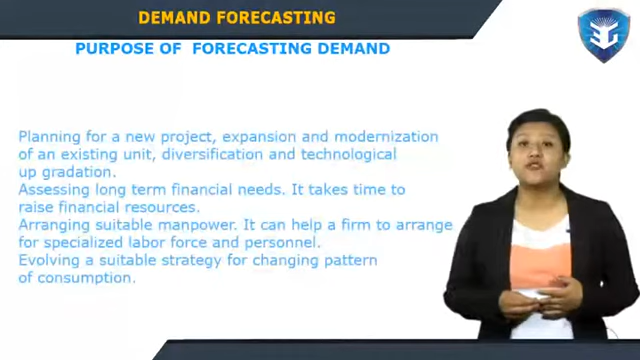 DEMAND FORECASTING
PURPOSE OF FORECASTING DEMAND
Planning for a new project, expansion and modernization
of an existing unit, diversification and technological
up gradation.
Assessing long term financial needs. It takes time to
raise financial resources.
Arranging suitable manpower. It can help a firm to arrange
for specialized labor force and personnel.
Evolving a suitable strategy for changing pattern
of consumption.